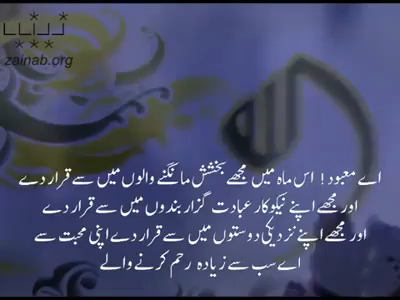 zainab.org
اے معبود! اس ماہ میں مجھے بخشش مانگنے والوں میں سے قرار دے
اور مجھے اپنے نیکو کار عبادت گزار بندوں میں سے قرار دے
اور مجھے اپنے نزدیکی دوستوں میں سے قرار دے اپنی محبت سے
اے سب سے زیادہ رحم کرنے والے